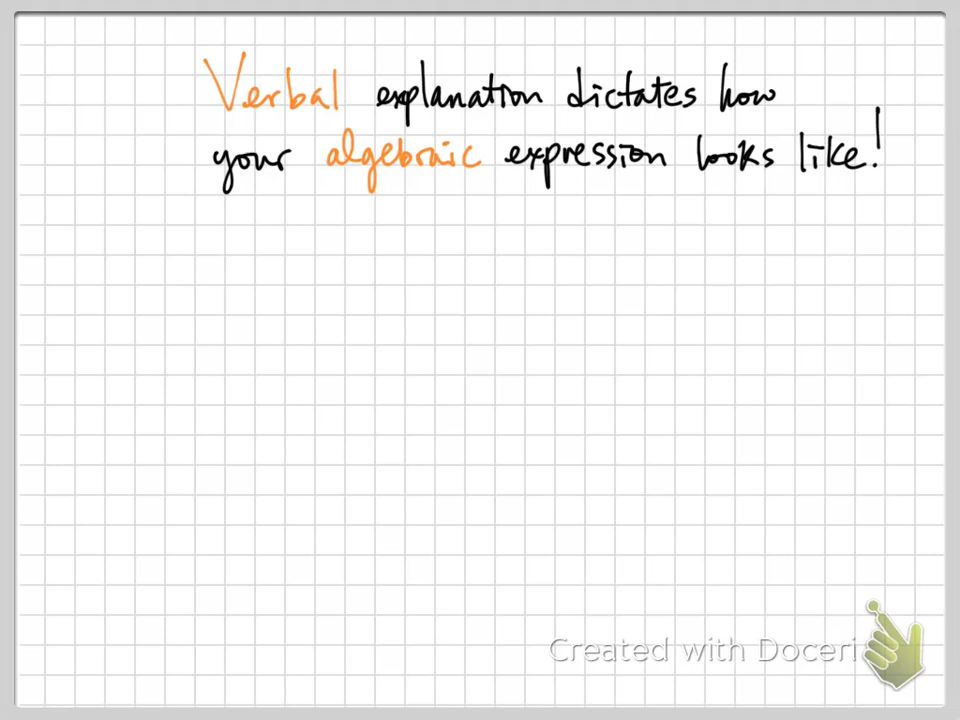 Verbal explanation dictates how
your algebraic expression looks like!
Created with Doceri